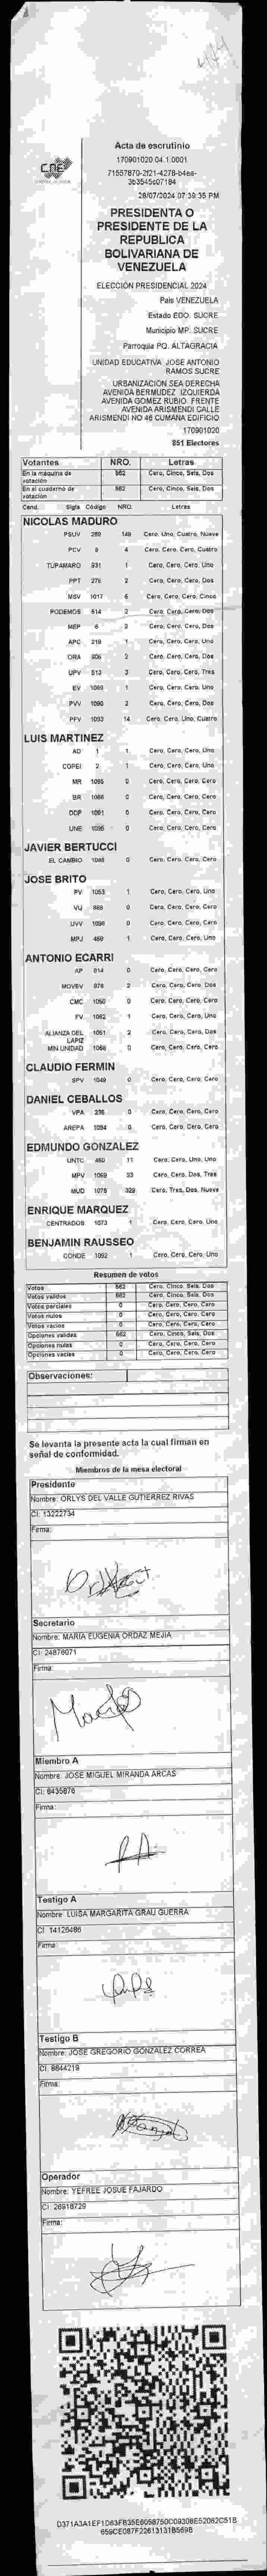 CNE
Acta de escrutinio
170901020.04.1.0001
28/07/2024 07:39:35 PM
PRESIDENTA O
PRESIDENTE DE LA
REPUBLICA
BOLIVARIANA DE
VENEZUELA
ELECCIÓN PRESIDENCIAL 2024
País VENEZUELA
Estado EDO. SUCRE
Municipio MP. SUCRE
Parroquia PQ. ALTAGRACIA
UNIDAD EDUCATIVA JOSE ANTONIO
RAMOS SUCRE
URBANIZACIÓN SEA DERECHA
AVENIDA BERMUDEZ IZQUIERDA
AVENIDA GOMEZ RUBIO. FRENTE
AVENIDA ARISMENDI CALLE
ARISMENDI NO 46 CUMANA EDIFICIO
170901020
851 Electores
Votantes NRO. Letras
En la máquina de votación 562 Cero, Cinco, Seis, Dos
En el cuaderno de votación 562 Cero, Cinco, Seis, Dos
Cand. Sigla Código NRO. Letras
NICOLAS MADURO
PSUV 149 Cero, Uno, Cuatro, Nueve
PCV 4 Cero, Cero, Cero, Cuatro
TUPAMARO 931 1 Cero, Cero, Cero, Uno
PPT 275 2 Cero, Cero, Cero, Dos
MSV 1017 5 Cero, Cero, Cero, Cinco
PODEMOS 514 2 Cero, Cero, Cero, Dos
MEP 6 2 Cero, Cero, Cero, Dos
APC 219 1 Cero, Cero, Cero, Uno
ORA 906 2 Cero, Cero, Cero, Dos
UPV 513 3 Cero, Cero, Cero, Tres
EV 1089 1 Cero, Cero, Cero, Uno
PVV 1090 2 Cero, Cero, Cero, Dos
PFV 1093 14 Cero, Cero, Uno, Cuatro
LUIS MARTINEZ
AD 1 1 Cero, Cero, Cero, Uno
COPEI 2 1 Cero, Cero, Cero, Uno
MR 1065 0 Cero, Cero, Cero, Cero
BR 1066 0 Cero, Cero, Cero, Cero
DDP 1091 0 Cero, Cero, Cero, Cero
UNE 1095 0 Cero, Cero, Cero, Cero
JAVIER BERTUCCI
EL CAMBIO 1048 0 Cero, Cero, Cero, Cero
JOSE BRITO
PV 1053 1 Cero, Cero, Cero, Uno
VU 0 Cero, Cero, Cero, Cero
UVV 1096 0 Cero, Cero, Cero, Cero
MPJ 1 Cero, Cero, Cero, Uno
ANTONIO ECARRI
AP 914 0 Cero, Cero, Cero, Cero
MOVEV 978 2 Cero, Cero, Cero, Dos
CMC 1050 0 Cero, Cero, Cero, Cero
FV 1062 1 Cero, Cero, Cero, Uno
ALIANZA DEL LAPIZ 1051 2 Cero, Cero, Cero, Dos
MIN UNIDAD 1068 0 Cero, Cero, Cero, Cero
CLAUDIO FERMIN
SPV 1049 0 Cero, Cero, Cero, Cero
DANIEL CEBALLOS
VPA 236 0 Cero, Cero, Cero, Cero
AREPA 1094 0 Cero, Cero, Cero, Cero
EDMUNDO GONZALEZ
UNTC 460 11 Cero, Cero, Uno, Uno
MPV 1069 23 Cero, Cero, Dos, Tres
MUD 1075 329 Cero, Tres, Dos, Nueve
ENRIQUE MARQUEZ
CENTRADOS 1073 1 Cero, Cero, Cero, Uno
BENJAMIN RAUSSEO
CONDE 1092 1 Cero, Cero, Cero, Uno
Resumen de votos
Votos 562 Cero, Cinco, Seis, Dos
Votos validos 562 Cero, Cinco, Seis, Dos
Votos parciales 0 Cero, Cero, Cero, Cero
Votos nulos 0 Cero, Cero, Cero, Cero
Votos vacíos 0 Cero, Cero, Cero, Cero
Opciones validas 562 Cero, Cinco, Seis, Dos
Opciones nulas 0 Cero, Cero, Cero, Cero
Opciones vacías 0 Cero, Cero, Cero, Cero
Observaciones:
Se levanta la presente acta la cual firman en
señal de conformidad.
Miembros de la mesa electoral
Presidente
Nombre: ORLYS DEL VALLE GUTIERREZ RIVAS
CI: 13222734
Firma:
Secretario
Nombre: MARIA EUGENIA ORDAZ MEJIA
CI: 24876071
Firma:
Miembro A
Nombre: JOSE MIGUEL MIRANDA ARCAS
CI: 8435876
Firma:
Testigo A
Nombre: LUISA MARGARITA GRAU GUERRA
CI: 14126486
Firma:
Testigo B
Nombre: JOSE GREGORIO GONZALEZ CORREA
CI: 8644219
Firma:
Operador
Nombre: YEFREE JOSUE FAJARDO
CI: 26918729
Firma: